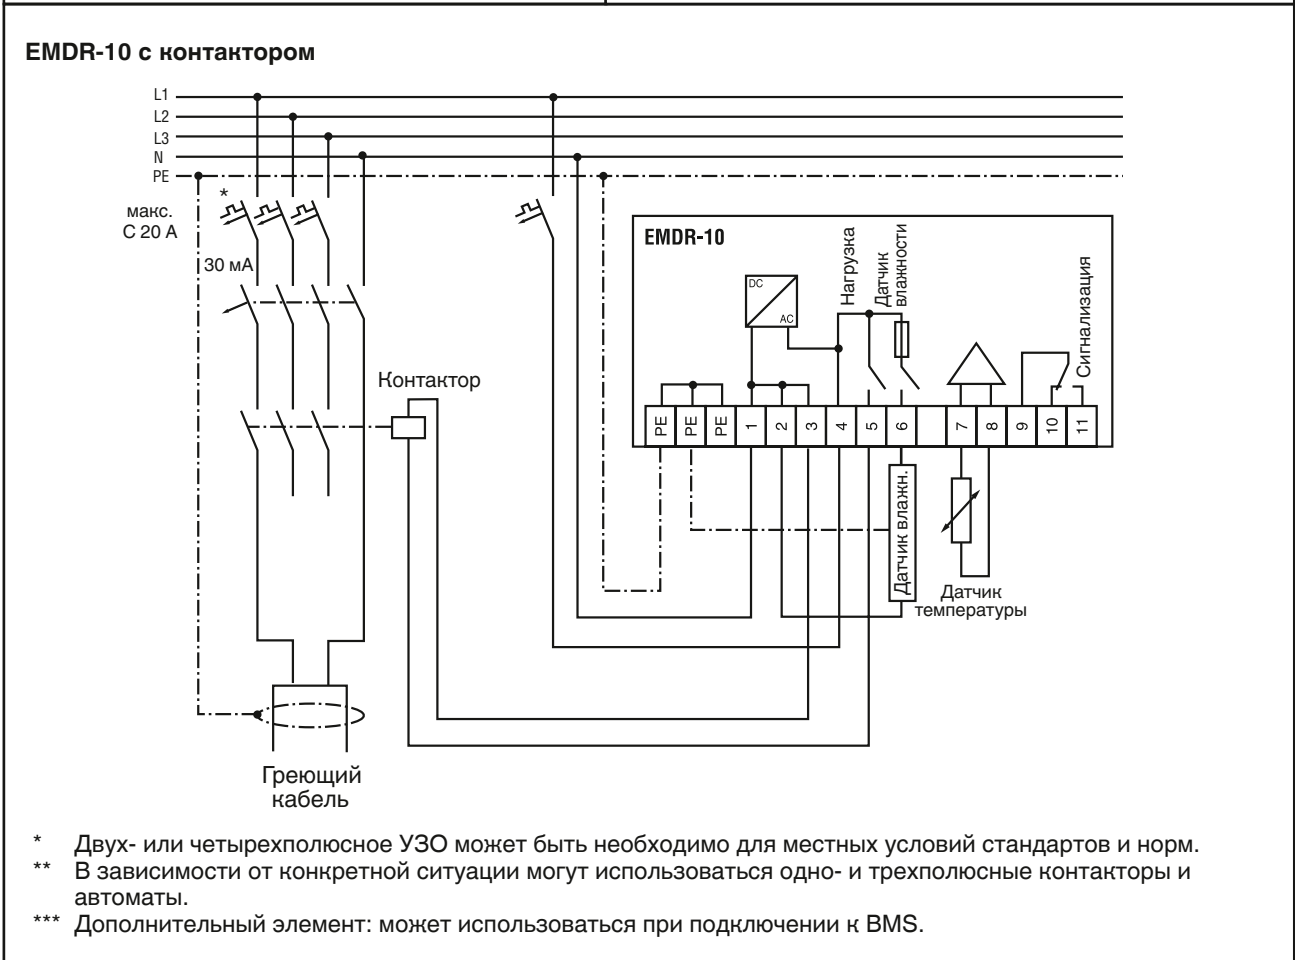 EMDR-10 с контактором
L1
L2
L3
N
PE
*
макс.
C 20 A
30 мА
Контактор
EMDR-10
DC
AC
Нагрузка
Датчик
влажности
Сигнализация
PE
PE
PE
1
2
3
4
5
6
7
8
9
10
11
Датчик влажн.
Датчик
температуры
Греющий
кабель
* Двух- или четырехполюсное УЗО может быть необходимо для местных условий стандартов и норм.
** В зависимости от конкретной ситуации могут использоваться одно- и трехполюсные контакторы и
автоматы.
*** Дополнительный элемент: может использоваться при подключении к BMS.